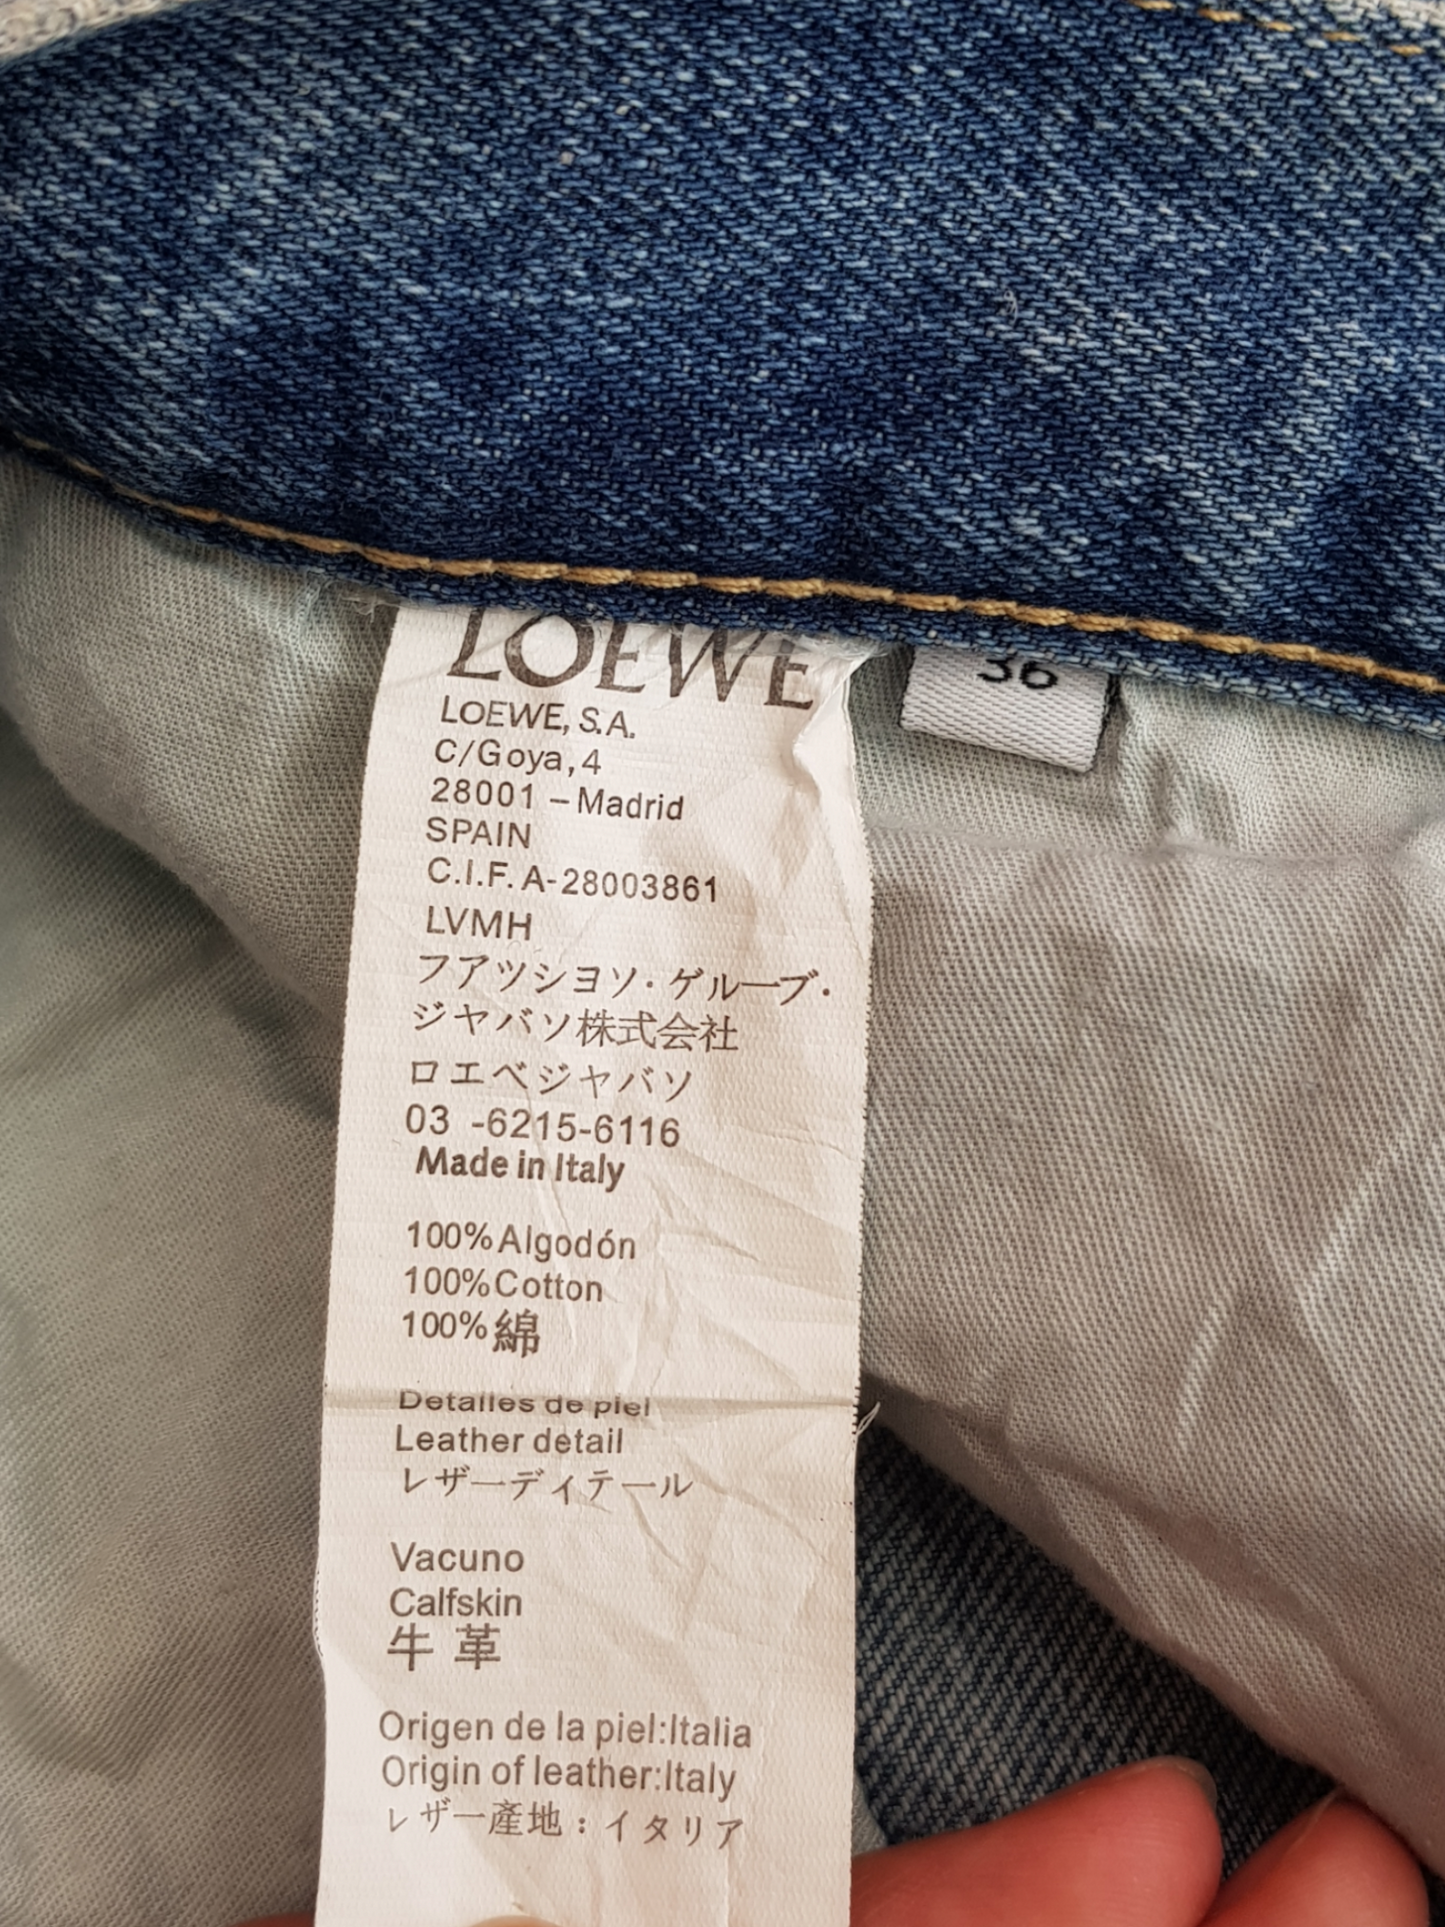 LOEWE
36
LOEWE, S.A.
C/Goya, 4
28001 – Madrid
SPAIN
C.I.F. A-28003861
LVMH
フアツシヨソ・ゲルーブ・
ジヤバソ株式会社
ロエベジヤバソ
03 -6215-6116
Made in Italy
100% Algodón
100% Cotton
100% 綿
Detalles de piel
Leather detail
レザーディテール
Vacuno
Calfskin
牛 革
Origen de la piel:Italia
Origin of leather:Italy
レザー産地：イタリア